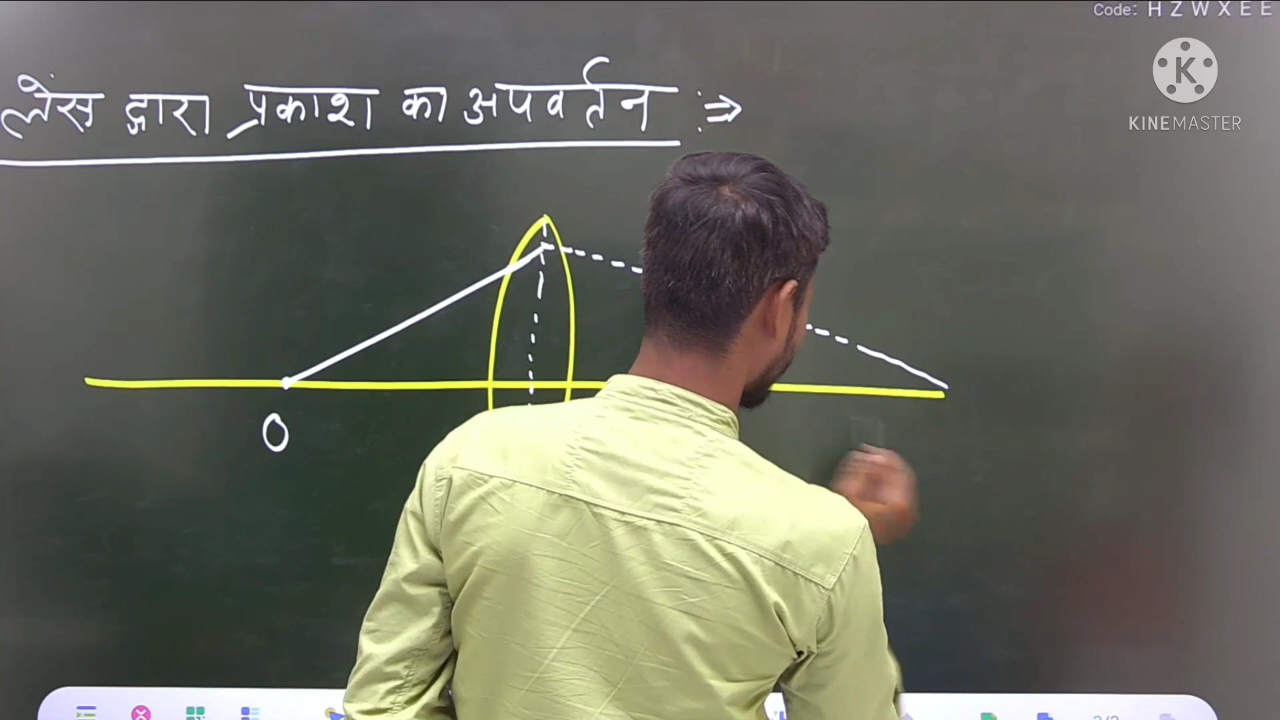 Code: H Z W X E E
KINEMASTER
लेंस द्वारा प्रकाश का अपवर्तन :⇒
O